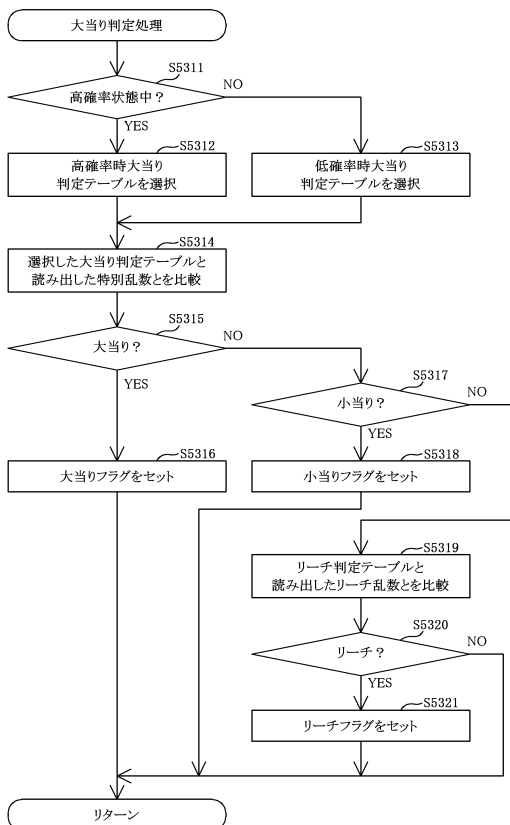 大当り判定処理
S5311
高確率状態中？
NO
YES
S5312
高確率時大当り
判定テーブルを選択
S5313
低確率時大当り
判定テーブルを選択
S5314
選択した大当り判定テーブルと
読み出した特別乱数とを比較
S5315
大当り？
NO
YES
S5317
小当り？
NO
YES
S5316
大当りフラグをセット
S5318
小当りフラグをセット
S5319
リーチ判定テーブルと
読み出したリーチ乱数とを比較
S5320
リーチ？
NO
YES
S5321
リーチフラグをセット
リターン